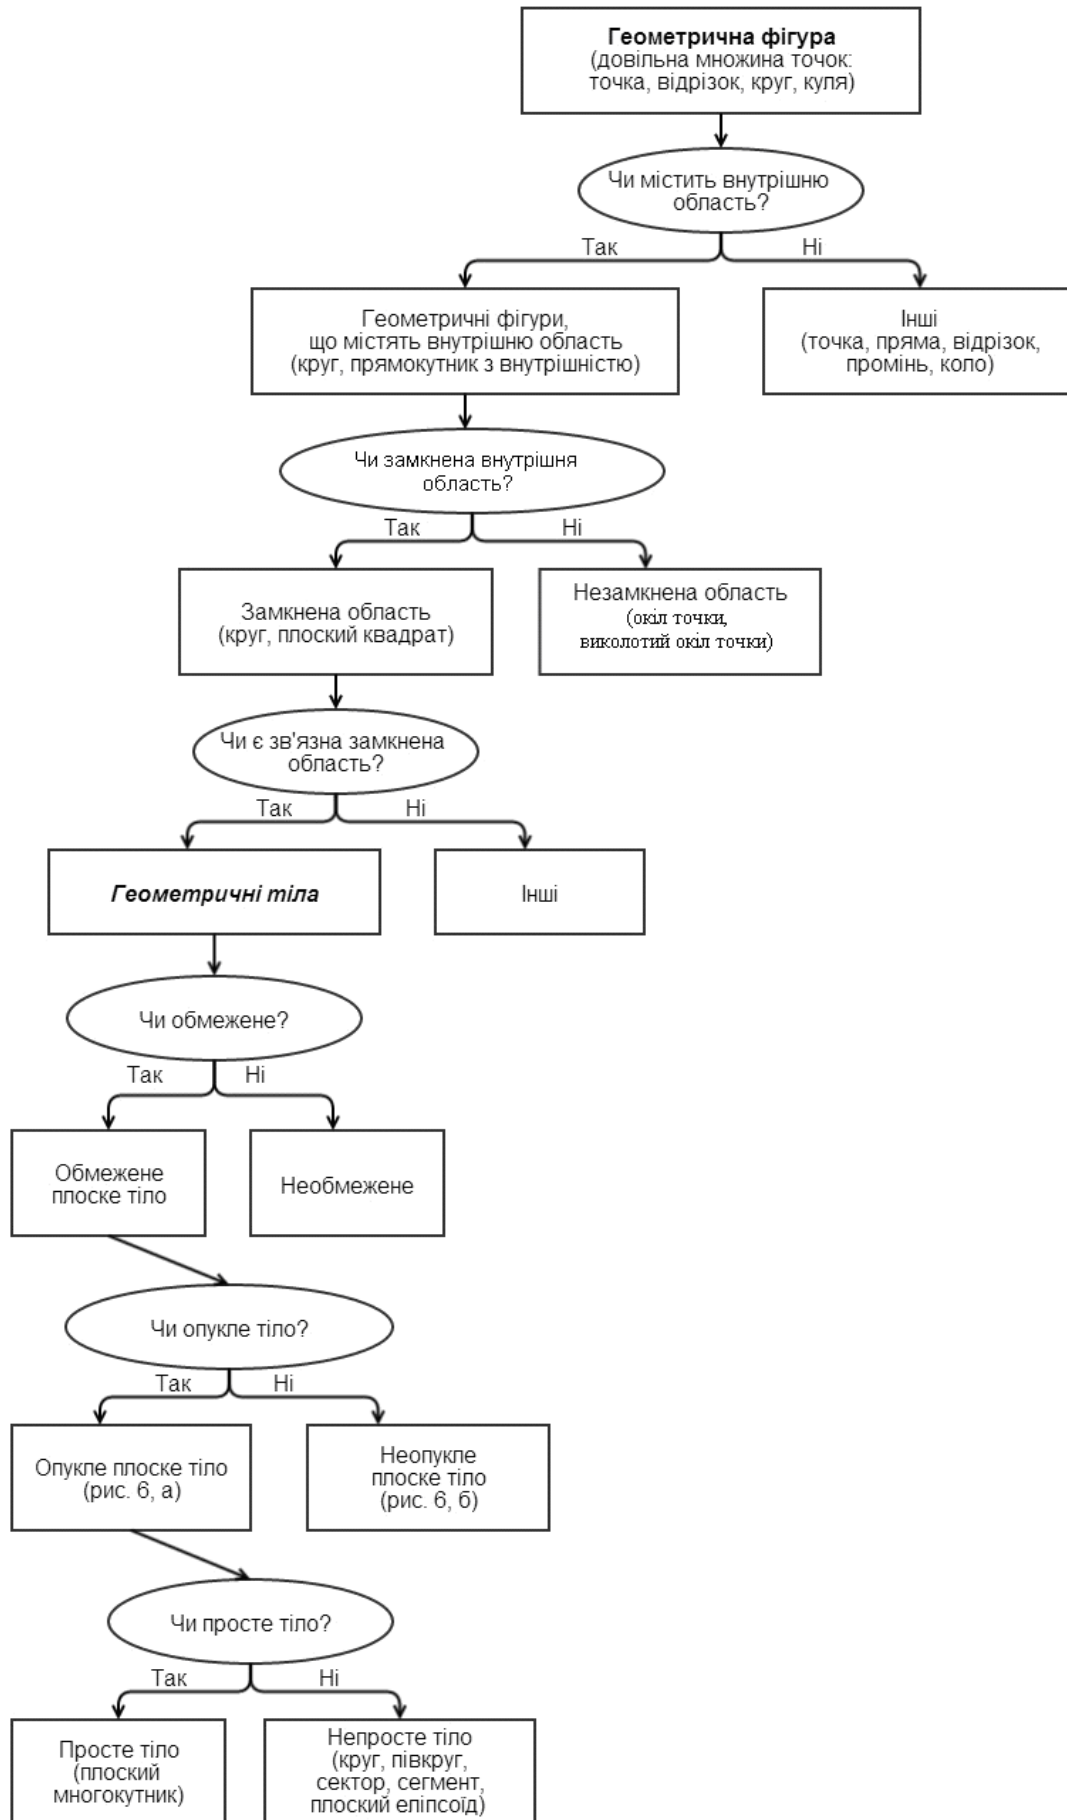 Геометрична фігура
(довільна множина точок:
точка, відрізок, круг, куля)
Чи містить внутрішню
область?
Так
Ні
Геометричні фігури,
що містять внутрішню область
(круг, прямокутник з внутрішністю)
Інші
(точка, пряма, відрізок,
промінь, коло)
Чи замкнена внутрішня
область?
Так
Ні
Замкнена область
(круг, плоский квадрат)
Незамкнена область
(окіл точки,
виколотий окіл точки)
Чи є зв'язна замкнена
область?
Так
Ні
Геометричні тіла
Інші
Чи обмежене?
Так
Ні
Обмежене
плоске тіло
Необмежене
Чи опукле тіло?
Так
Ні
Опукле плоске тіло
(рис. 6, а)
Неопукле
плоске тіло
(рис. 6, б)
Чи просте тіло?
Так
Ні
Просте тіло
(плоский
многокутник)
Непросте тіло
(круг, півкруг,
сектор, сегмент,
плоский еліпсоїд)